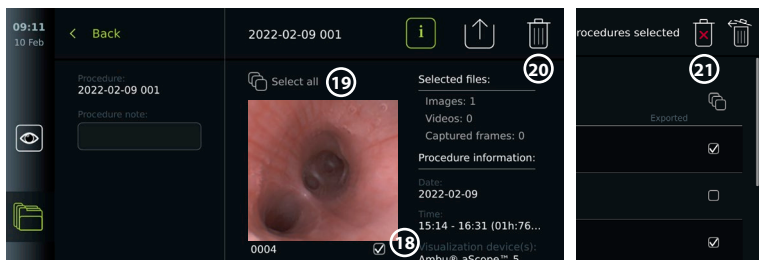 09:11
10 Feb
Back
2022-02-09 001
i
rocedures selected
20
21
Procedure:
2022-02-09 001
Procedure note:
Select all
19
Selected files:
Images: 1
Videos: 0
Captured frames: 0
Procedure information:
Date:
2022-02-09
Time:
15:14 - 16:31 (01h:76...
Visualization device(s):
Ambu® aScope™ 5
0004
18
Exported